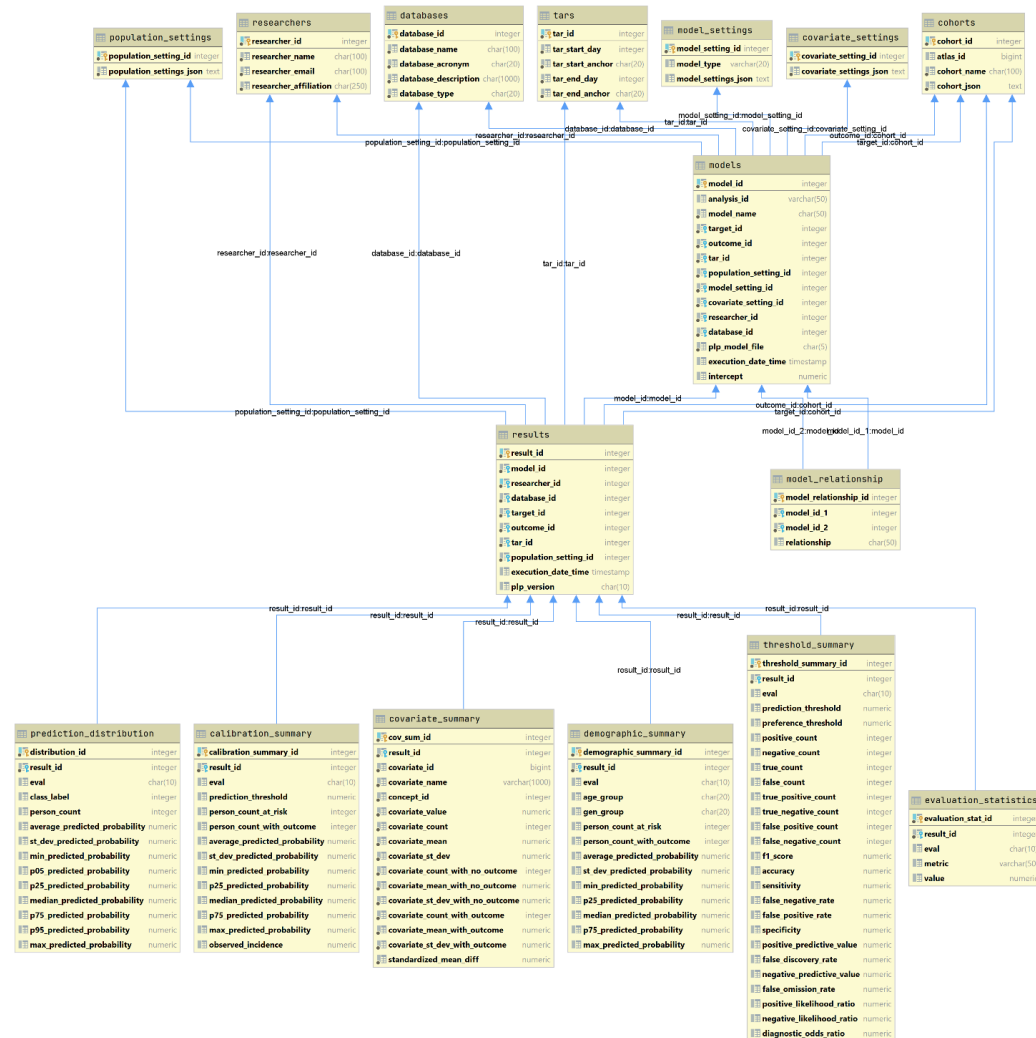 population_settings
population_setting_id integer
population_settings_json text
researchers
researcher_id integer
researcher_name char(100)
researcher_email char(100)
researcher_affiliation char(250)
databases
database_id integer
database_name char(100)
database_acronym char(20)
database_description char(1000)
database_type char(20)
tars
tar_id integer
tar_start_day integer
tar_start_anchor char(20)
tar_end_day integer
tar_end_anchor char(20)
model_settings
model_setting_id integer
model_type varchar(20)
model_settings_json text
covariate_settings
covariate_setting_id integer
covariate_settings_json text
cohorts
cohort_id integer
atlas_id bigint
cohort_name char(100)
cohort_json text
model_setting_id:model_setting_id
tar_id:tar_id
database_id:database_id
covariate_setting_id:covariate_setting_id
researcher_id:researcher_id
outcome_id:cohort_id
population_setting_id:population_setting_id
target_id:cohort_id
models
model_id integer
analysis_id varchar(50)
model_name char(50)
target_id integer
outcome_id integer
tar_id integer
population_setting_id integer
model_setting_id integer
covariate_setting_id integer
researcher_id integer
database_id integer
plp_model_file char(5)
execution_date_time timestamp
intercept numeric
researcher_id:researcher_id
database_id:database_id
tar_id:tar_id
model_id:model_id
outcome_id:cohort_id
population_setting_id:population_setting_id
target_id:cohort_id
model_id_2:model_id
model_id_1:model_id
results
result_id integer
model_id integer
researcher_id integer
database_id integer
target_id integer
outcome_id integer
tar_id integer
population_setting_id integer
execution_date_time timestamp
plp_version char(10)
model_relationship
model_relationship_id integer
model_id_1 integer
model_id_2 integer
relationship char(50)
result_id:result_id
result_id:result_id
result_id:result_id
result_id:result_id
result_id:result_id
result_id:result_id
prediction_distribution
distribution_id integer
result_id integer
eval char(10)
class_label integer
person_count integer
average_predicted_probability numeric
st_dev_predicted_probability numeric
min_predicted_probability numeric
p05_predicted_probability numeric
p25_predicted_probability numeric
median_predicted_probability numeric
p75_predicted_probability numeric
p95_predicted_probability numeric
max_predicted_probability numeric
calibration_summary
calibration_summary_id integer
result_id integer
eval char(10)
prediction_threshold numeric
person_count_at_risk integer
person_count_with_outcome integer
average_predicted_probability numeric
st_dev_predicted_probability numeric
min_predicted_probability numeric
p25_predicted_probability numeric
median_predicted_probability numeric
p75_predicted_probability numeric
max_predicted_probability numeric
observed_incidence numeric
covariate_summary
cov_sum_id integer
result_id integer
covariate_id bigint
covariate_name varchar(1000)
concept_id integer
covariate_value numeric
covariate_count integer
covariate_mean numeric
covariate_st_dev numeric
covariate_count_with_no_outcome integer
covariate_mean_with_no_outcome numeric
covariate_st_dev_with_no_outcome numeric
covariate_count_with_outcome integer
covariate_mean_with_outcome numeric
covariate_st_dev_with_outcome numeric
standardized_mean_diff numeric
demographic_summary
demographic_summary_id integer
result_id integer
eval char(10)
age_group char(20)
gen_group char(20)
person_count_at_risk integer
person_count_with_outcome integer
average_predicted_probability numeric
st_dev_predicted_probability numeric
min_predicted_probability numeric
p25_predicted_probability numeric
median_predicted_probability numeric
p75_predicted_probability numeric
max_predicted_probability numeric
threshold_summary
threshold_summary_id integer
result_id integer
eval char(10)
prediction_threshold numeric
preference_threshold numeric
positive_count integer
negative_count integer
true_count integer
false_count integer
true_positive_count integer
true_negative_count integer
false_positive_count integer
false_negative_count integer
f1_score numeric
accuracy numeric
sensitivity numeric
false_negative_rate numeric
false_positive_rate numeric
specificity numeric
positive_predictive_value numeric
false_discovery_rate numeric
negative_predictive_value numeric
false_omission_rate numeric
positive_likelihood_ratio numeric
negative_likelihood_ratio numeric
diagnostic_odds_ratio numeric
evaluation_statistics
evaluation_stat_id intege
result_id intege
eval char(10
metric varchar(50
value numeri